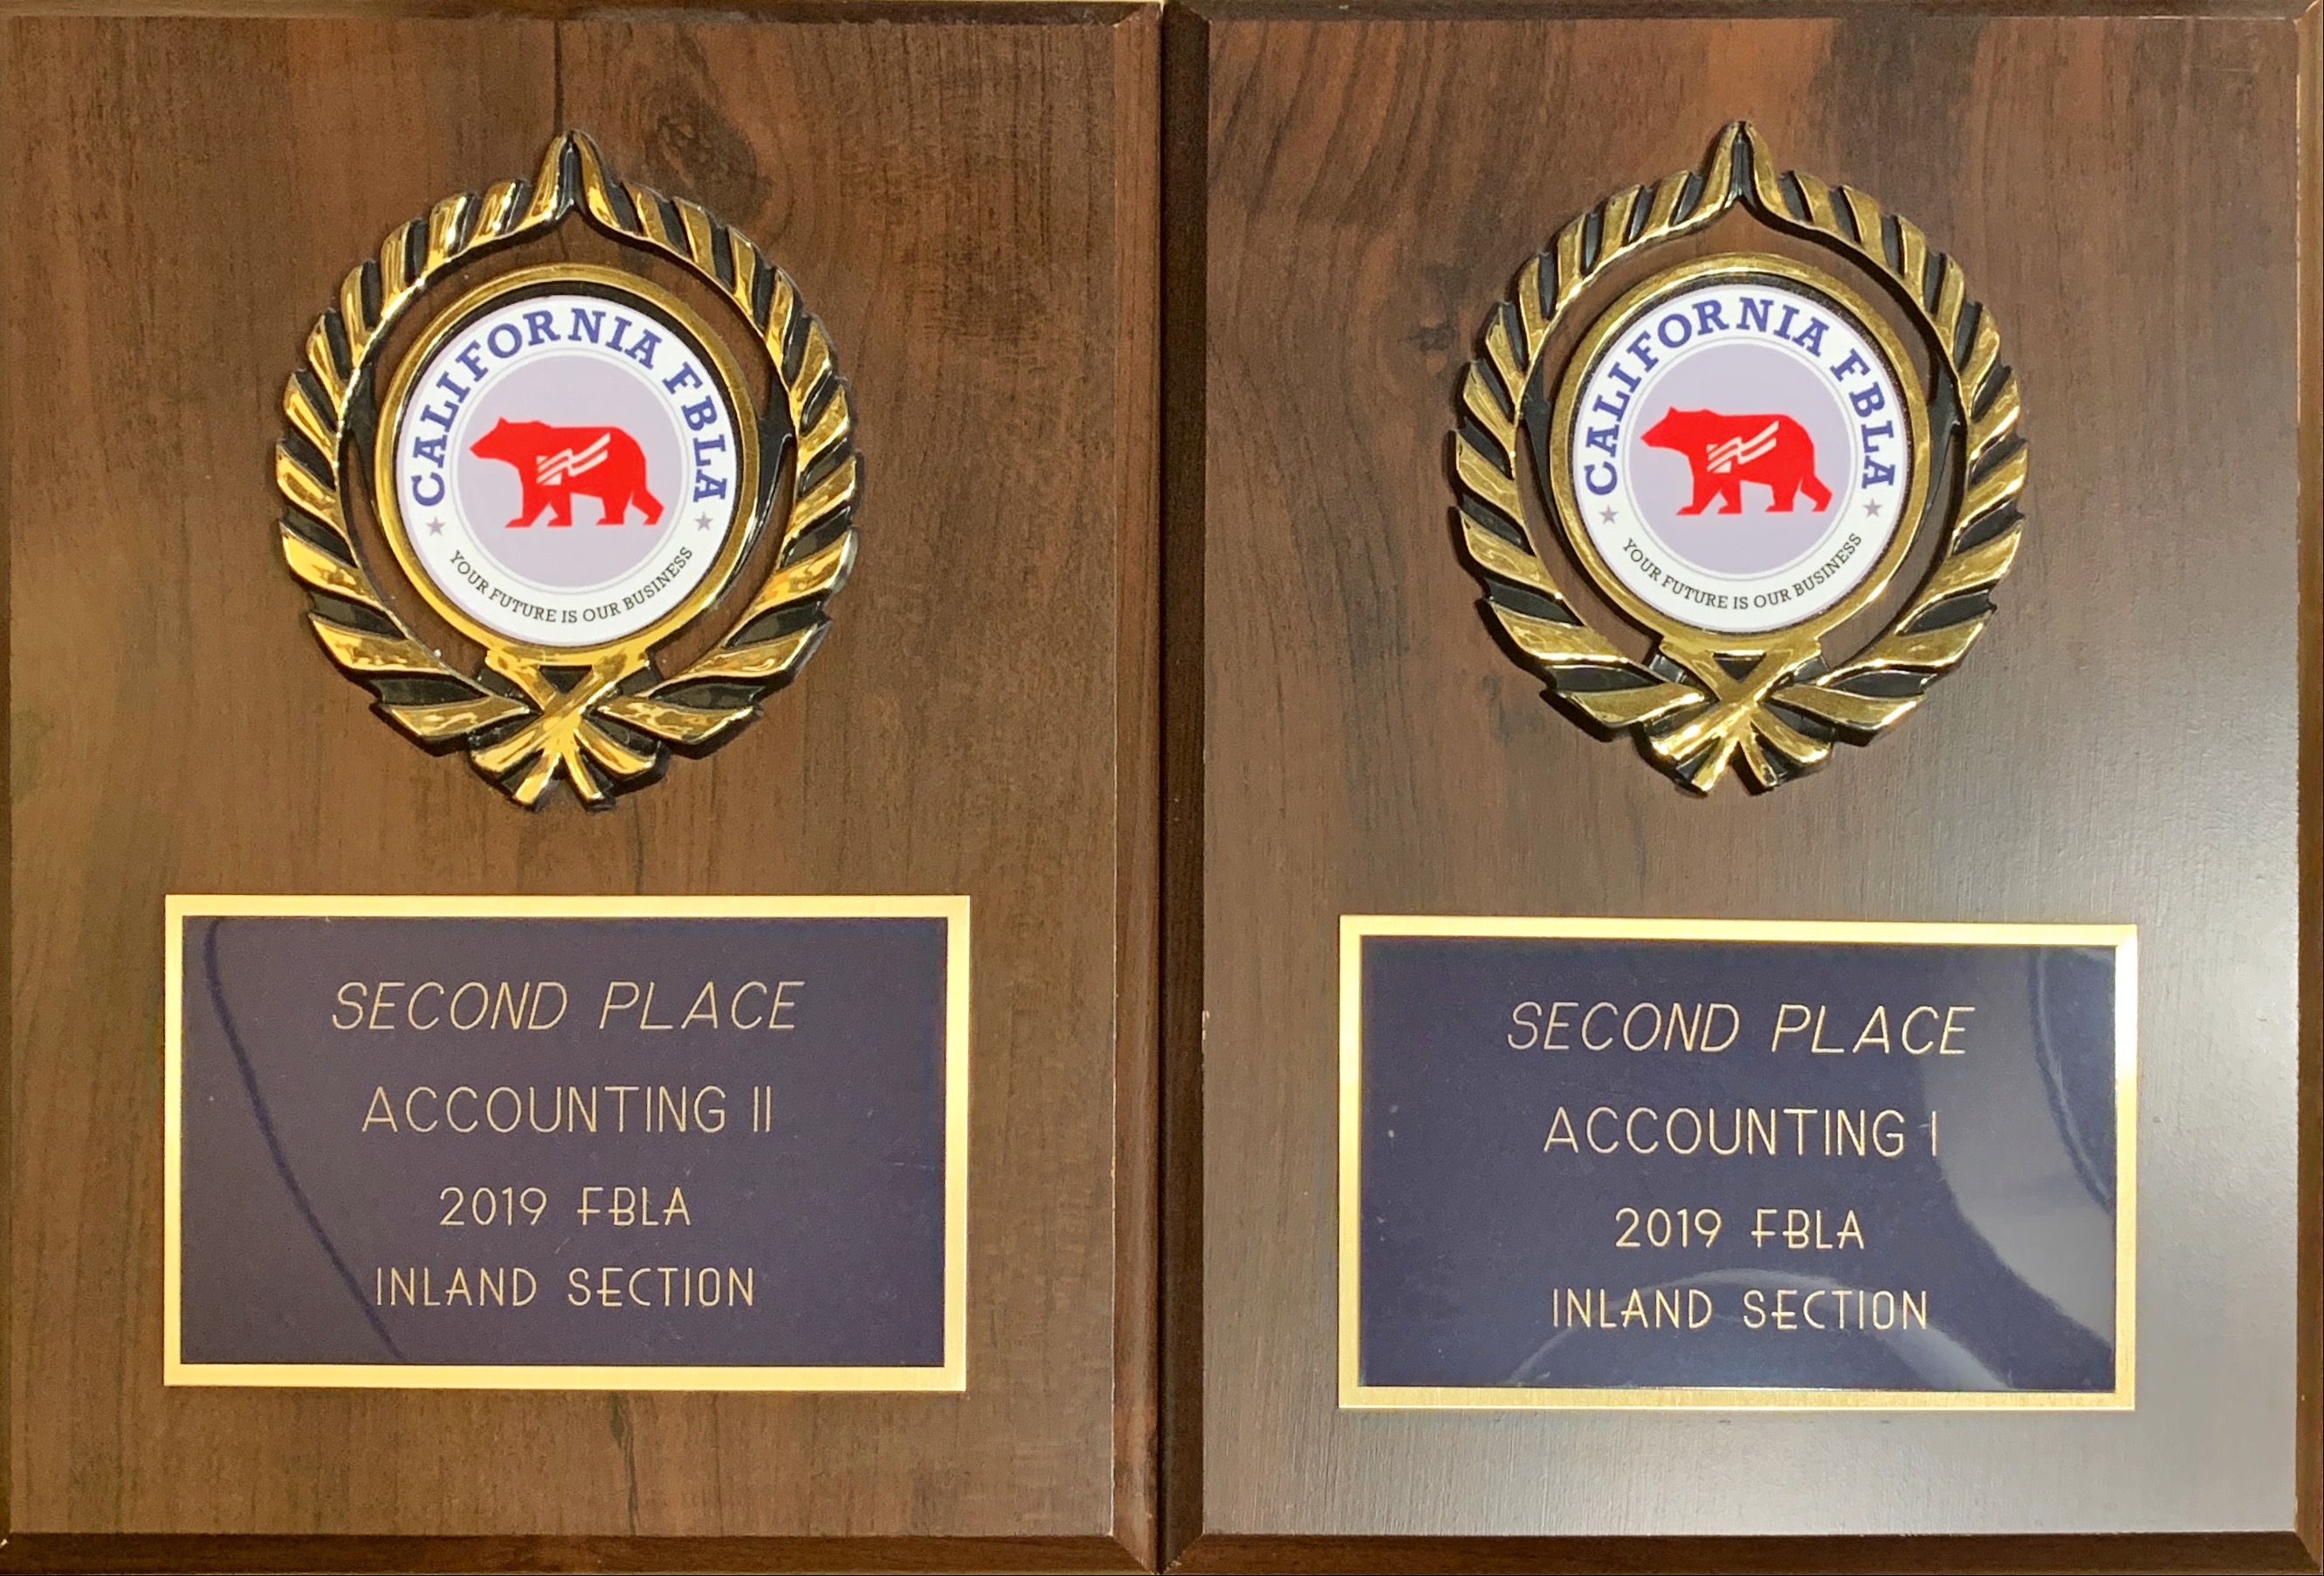 CALIFORNIA FBLA
YOUR FUTURE IS OUR BUSINESS
SECOND PLACE
ACCOUNTING II
2019 FBLA
INLAND SECTION
CALIFORNIA FBLA
YOUR FUTURE IS OUR BUSINESS
SECOND PLACE
ACCOUNTING I
2019 FBLA
INLAND SECTION